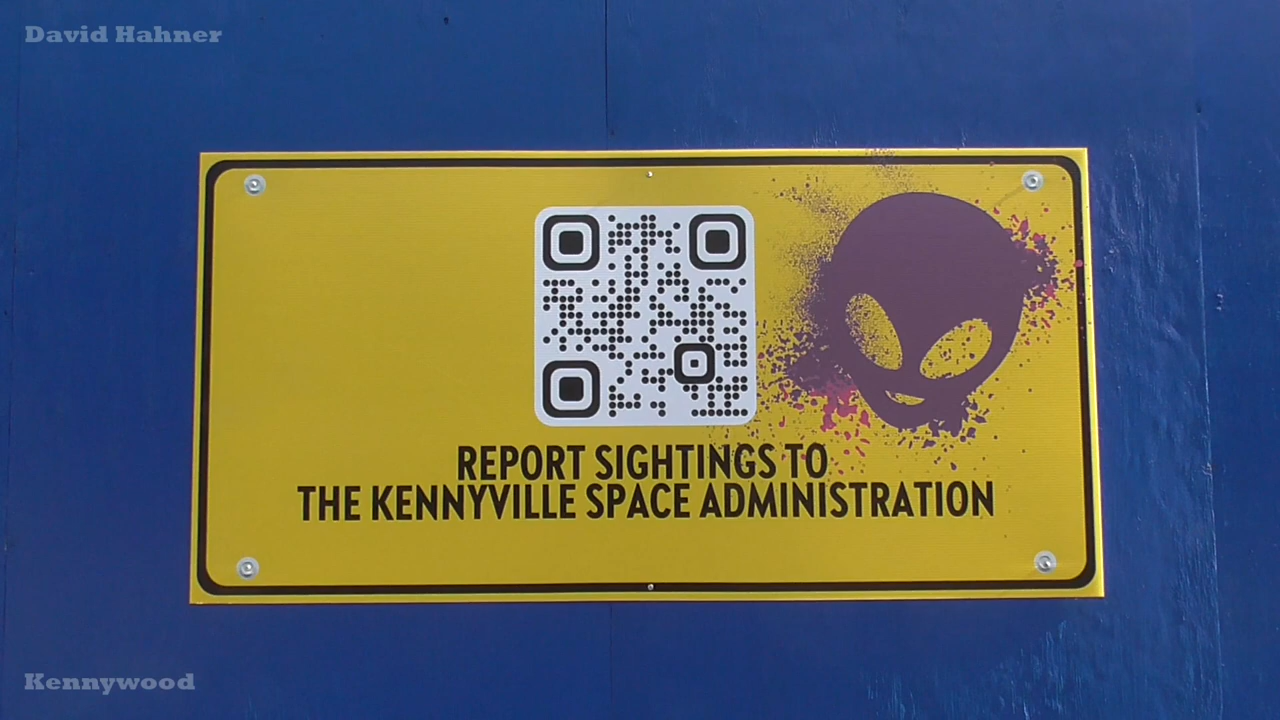 David Hahner
REPORT SIGHTINGS TO
THE KENNYVILLE SPACE ADMINISTRATION
Kennywood